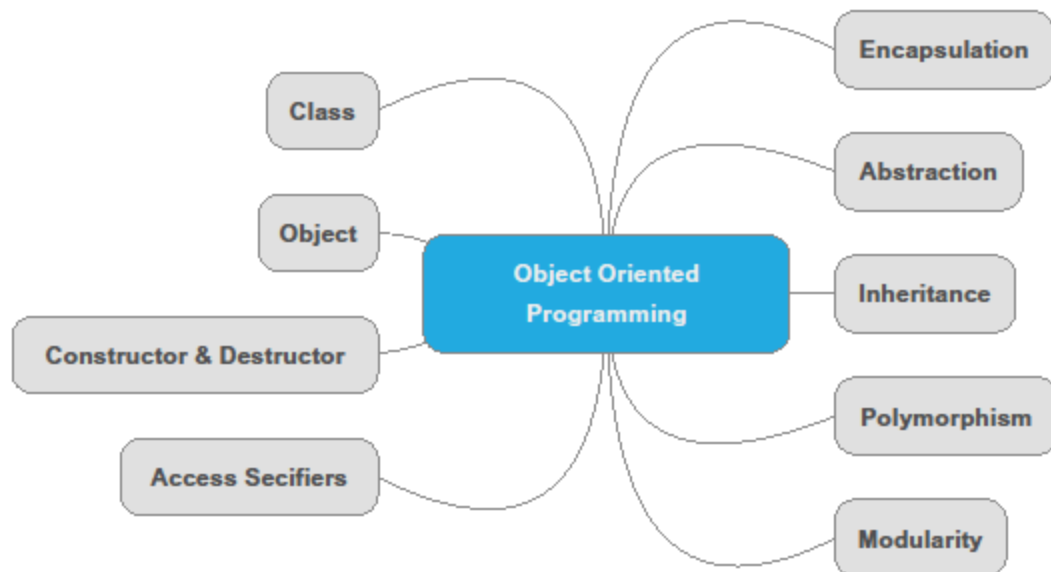 Class
Object
Constructor & Destructor
Access Secifiers
Object Oriented
Programming
Encapsulation
Abstraction
Inheritance
Polymorphism
Modularity